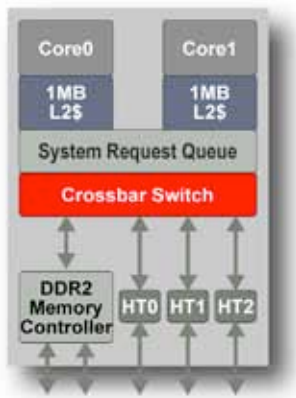 Core0 Core1
1MB 1MB
L2$ L2$
System Request Queue
Crossbar Switch
DDR2
Memory
Controller
HT0 HT1 HT2